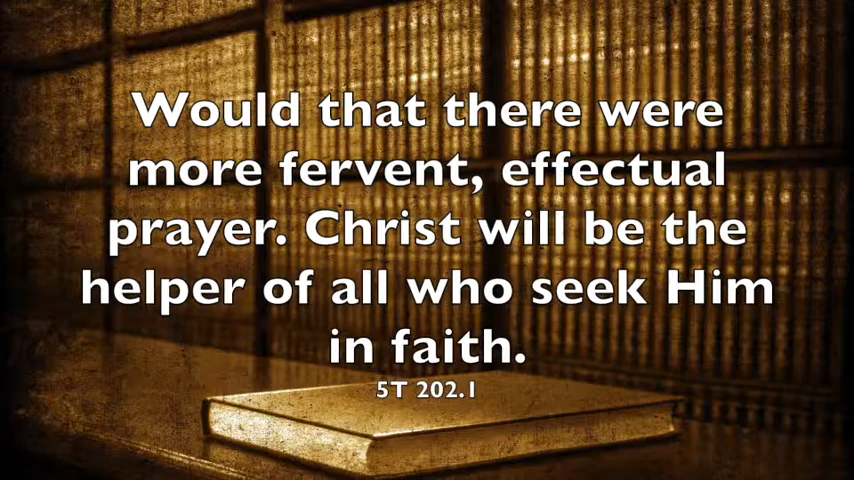 Would that there were
more fervent, effectual
prayer. Christ will be the
helper of all who seek Him
in faith.
5T 202.1